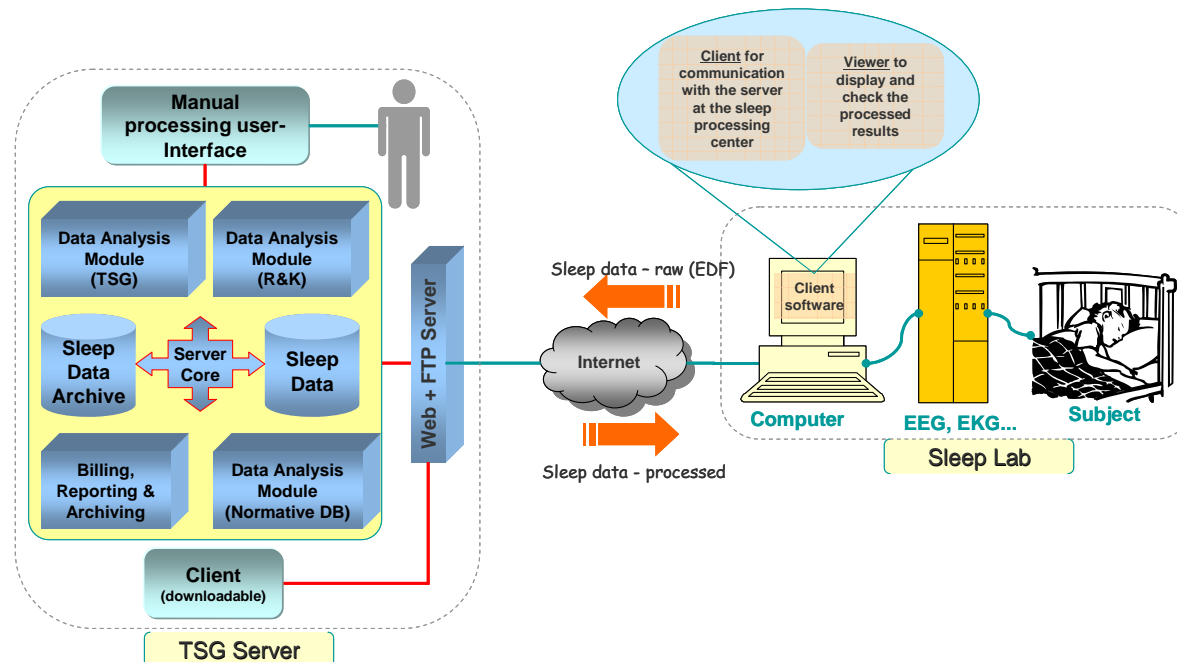 Manual
processing user-
Interface
Data Analysis
Module
(TSG)
Data Analysis
Module
(R&K)
Sleep
Data
Archive
Server
Core
Sleep
Data
Billing,
Reporting &
Archiving
Data Analysis
Module
(Normative DB)
Client
(downloadable)
TSG Server
Web + FTP Server
Sleep data – raw (EDF)
Internet
Sleep data - processed
Client for
communication
with the server
at the sleep
processing
center
Viewer to
display and
check the
processed
results
Client
software
Computer
EEG, EKG...
Subject
Sleep Lab